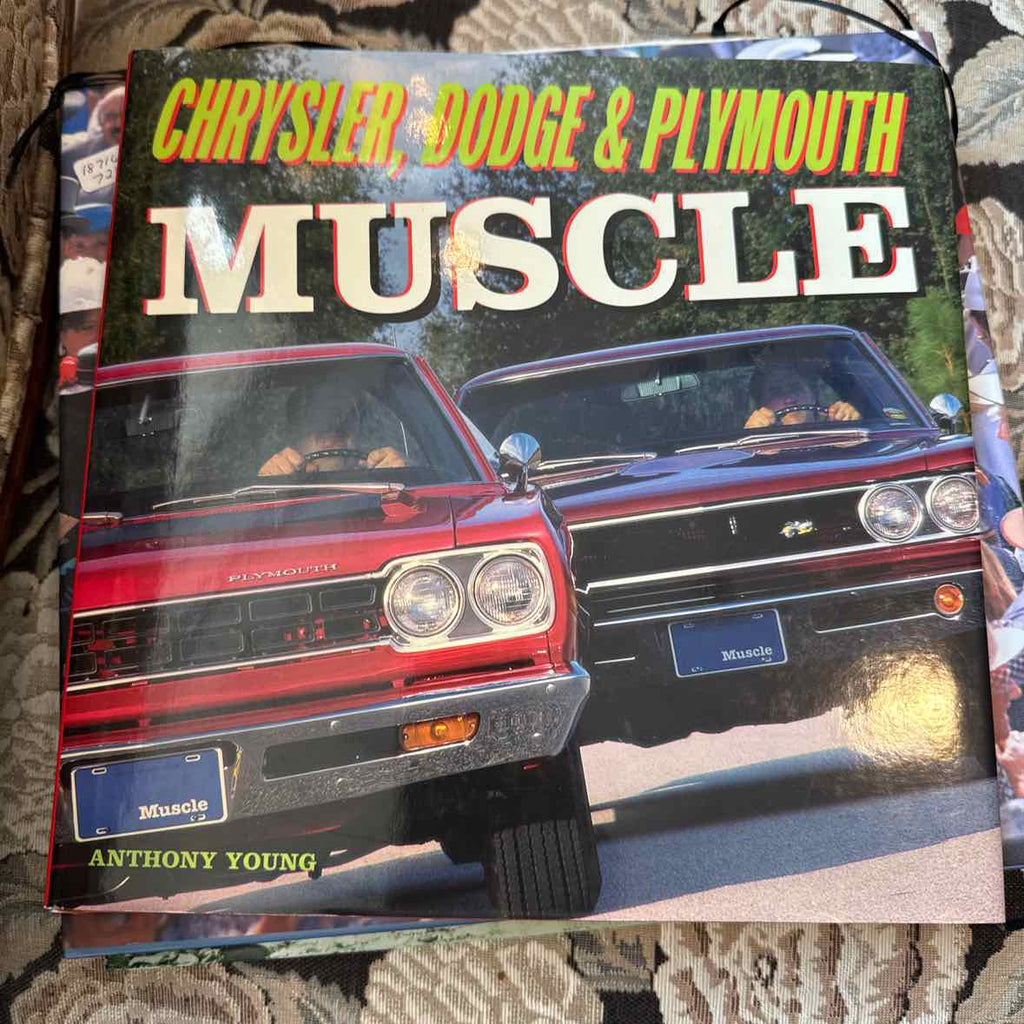 CHRYSLER, DODGE & PLYMOUTH
MUSCLE
PLYMOUTH
Muscle
Muscle
ANTHONY YOUNG